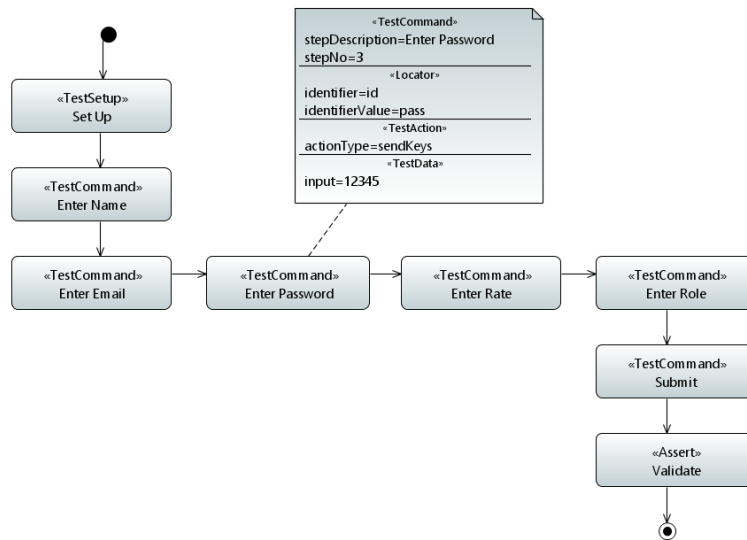 «TestCommand»
stepDescription=Enter Password
stepNo=3
«Locator»
identifier=id
identifierValue=pass
«TestAction»
actionType=sendKeys
«TestData»
input=12345
«TestSetup»
Set Up
«TestCommand»
Enter Name
«TestCommand»
Enter Email
«TestCommand»
Enter Password
«TestCommand»
Enter Rate
«TestCommand»
Enter Role
«TestCommand»
Submit
«Assert»
Validate